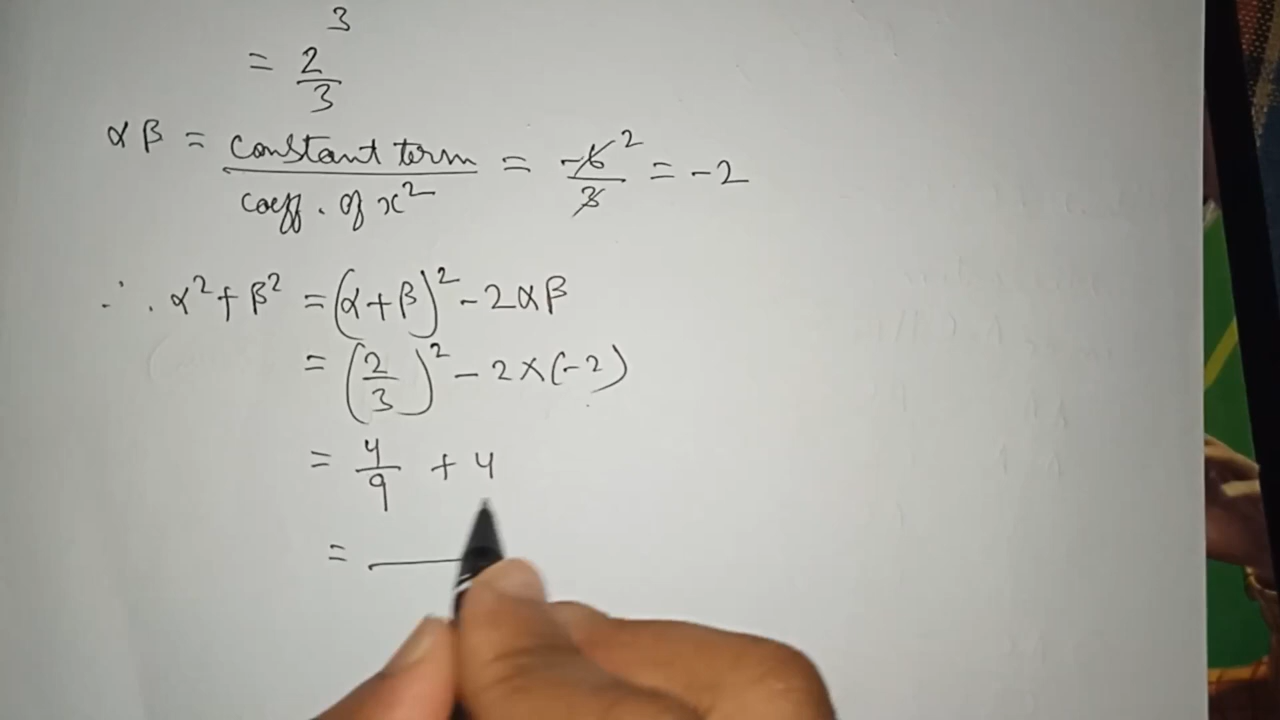 3
= 2/3
αβ = constant term / coeff. of x² = -6/3 2 = -2
∴ α² + β² = (α + β)² - 2αβ
= (2/3)² - 2 × (-2)
= 4/9 + 4
=